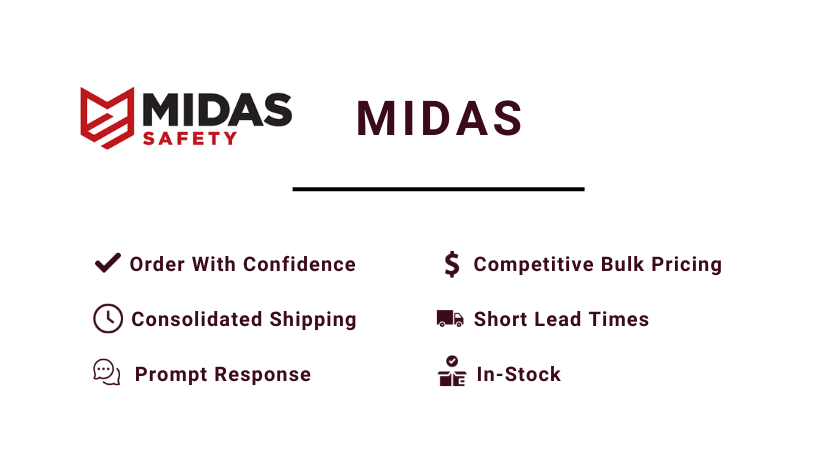 MIDAS
SAFETY
MIDAS
Order With Confidence
$ Competitive Bulk Pricing
Consolidated Shipping
Short Lead Times
Prompt Response
In-Stock